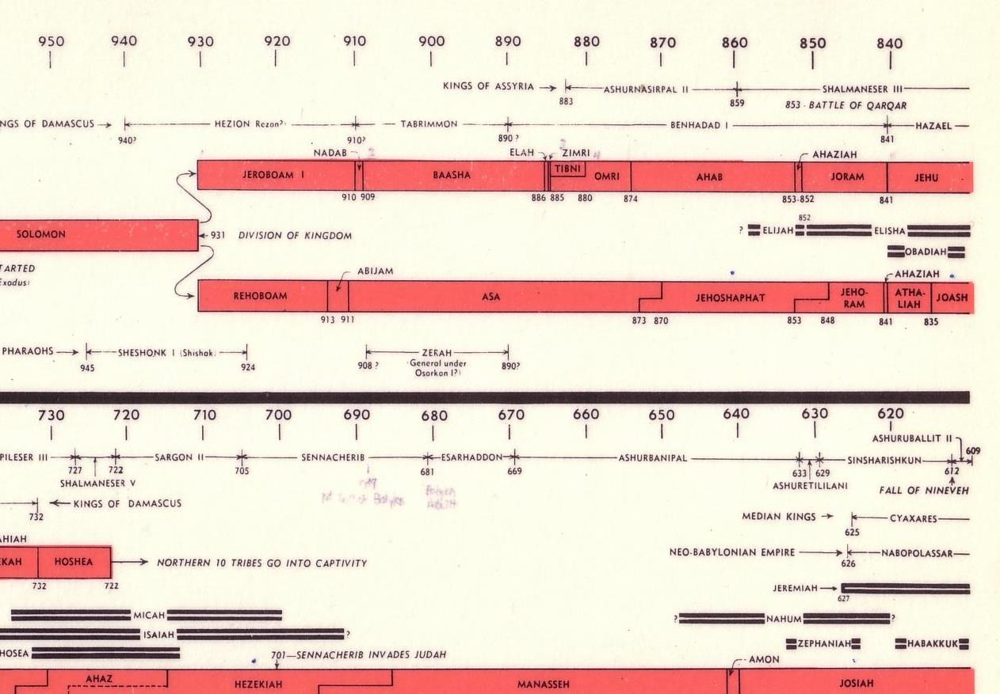 950 940 930 920 910 900 890 880 870 860 850 840
KINGS OF ASSYRIA ASHURNASIRPAL II SHALMANESER III
883 859 853 - BATTLE OF QARQAR
NGS OF DAMASCUS HEZION Rezon? TABRIMMON BENHADAD I HAZAEL
940? 910? 890 ? 841
NADAB ELAH ZIMRI AHAZIAH
JEROBOAM I BAASHA TIBNI OMRI AHAB JORAM JEHU
910 909 886 885 880 874 853-852 841
852
SOLOMON 931 DIVISION OF KINGDOM ? ELIJAH ELISHA
OBADIAH
TARTED
Exodus)
ABIJAM AHAZIAH
REHOBOAM ASA JEHOSHAPHAT JEHO- ATHA- JOASH
RAM LIAH
913 911 873 870 853 848 841 835
PHARAOHS SHESHONK I (Shishak) ZERAH
945 924 908 ? (General under 890?
Osorkon I?)
730 720 710 700 690 680 670 660 650 640 630 620
ASHURUBALLIT II
609
PILESER III SARGON II SENNACHERIB ESARHADDON ASHURBANIPAL SINSHARISHKUN
727 722 705 681 669 633 629 612
SHALMANESER V ASHURETILILANI FALL OF NINEVEH
KINGS OF DAMASCUS
732
MEDIAN KINGS CYAXARES
625
AHIAH
KAH HOSHEA NORTHERN 10 TRIBES GO INTO CAPTIVITY NEO-BABYLONIAN EMPIRE NABOPOLASSAR
732 722 626
JEREMIAH
627
MICAH ? NAHUM ?
ISAIAH ?
HOSEA 701—SENNACHERIB INVADES JUDAH ZEPHANIAH HABAKKUK
AMON
AHAZ HEZEKIAH MANASSEH JOSIAH